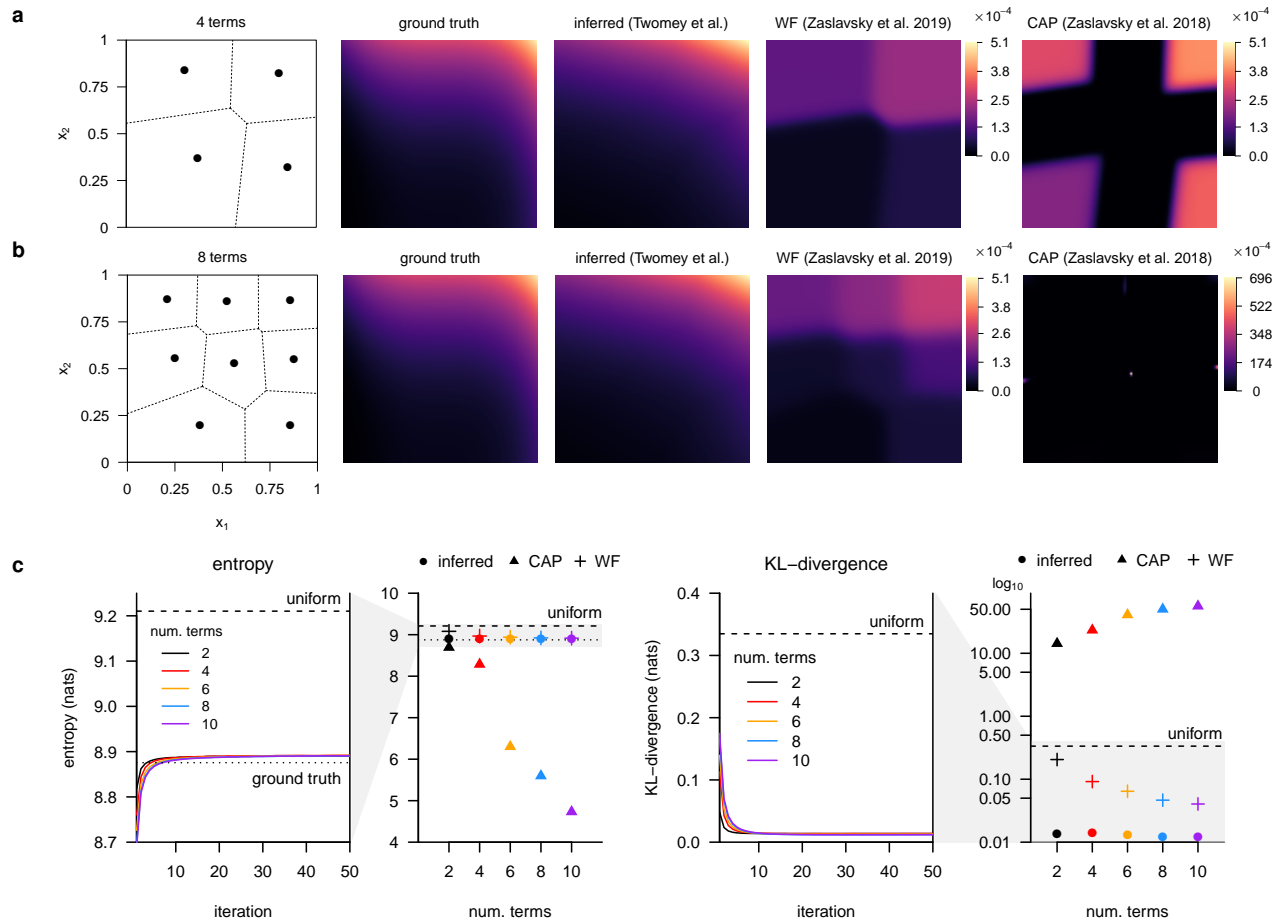 a
4 terms
ground truth
inferred (Twomey et al.)
WF (Zaslavsky et al. 2019)
×10⁻⁴
CAP (Zaslavsky et al. 2018)
×10⁻⁴
1
0.75
0.5
0.25
0
x₂
5.1
3.8
2.5
1.3
0.0
5.1
3.8
2.5
1.3
0.0
b
8 terms
ground truth
inferred (Twomey et al.)
WF (Zaslavsky et al. 2019)
×10⁻⁴
CAP (Zaslavsky et al. 2018)
×10⁻⁴
1
0.75
0.5
0.25
0
x₂
0 0.25 0.5 0.75 1
x₁
5.1
3.8
2.6
1.3
0.0
696
522
348
174
0
c
entropy
entropy (nats)
9.2
9.1
9.0
8.9
8.8
8.7
uniform
num. terms
2
4
6
8
10
ground truth
10 20 30 40 50
iteration
inferred CAP WF
10
9
8
7
6
5
4
uniform
2 4 6 8 10
num. terms
KL−divergence
KL−divergence (nats)
0.4
0.3
0.2
0.1
0.0
uniform
num. terms
2
4
6
8
10
10 20 30 40 50
iteration
inferred CAP WF
log₁₀
50.00
10.00
5.00
1.00
0.50
0.10
0.05
0.01
uniform
2 4 6 8 10
num. terms